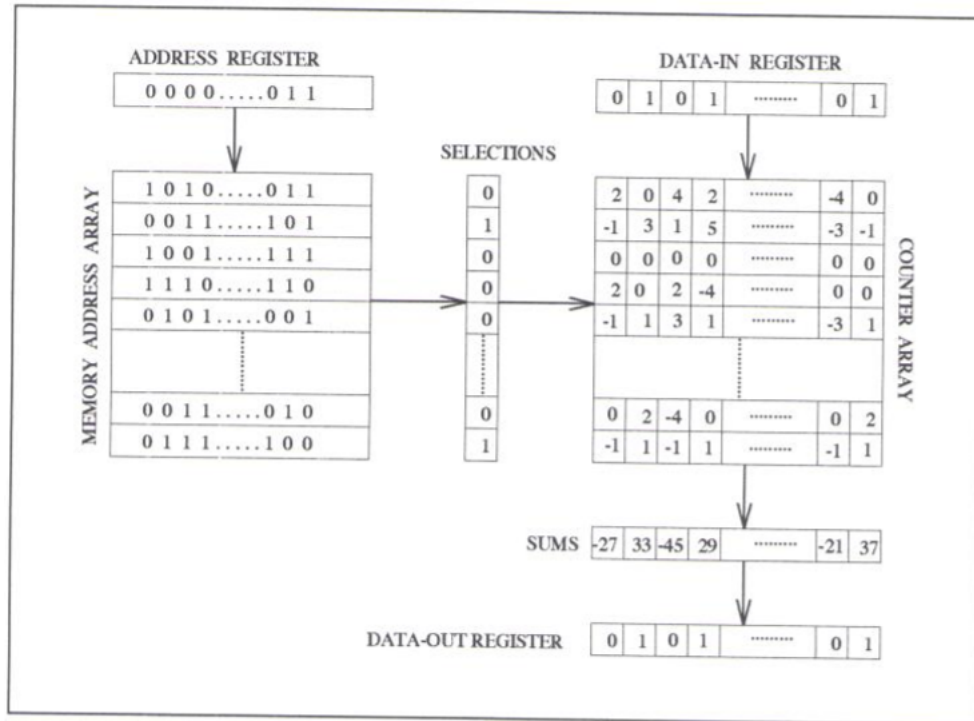 ADDRESS REGISTER
0 0 0 0 . . . . . 0 1 1
DATA-IN REGISTER
0 1 0 1 ......... 0 1
SELECTIONS
MEMORY ADDRESS ARRAY
1 0 1 0 . . . . . 0 1 1
0 0 1 1 . . . . . 1 0 1
1 0 0 1 . . . . . 1 1 1
1 1 1 0 . . . . . 1 1 0
0 1 0 1 . . . . . 0 0 1
0 0 1 1 . . . . . 0 1 0
0 1 1 1 . . . . . 1 0 0
0
1
0
0
0
0
1
2 0 4 2 ......... -4 0
-1 3 1 5 ......... -3 -1
0 0 0 0 ......... 0 0
2 0 2 -4 ......... 0 0
-1 1 3 1 ......... -3 1
0 2 -4 0 ......... 0 2
-1 1 -1 1 ......... -1 1
COUNTER ARRAY
SUMS -27 33 -45 29 ......... -21 37
DATA-OUT REGISTER 0 1 0 1 ......... 0 1